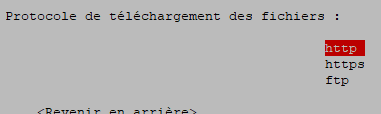 Protocole de téléchargement des fichiers :
http
https
ftp
<Revenir en arrière>